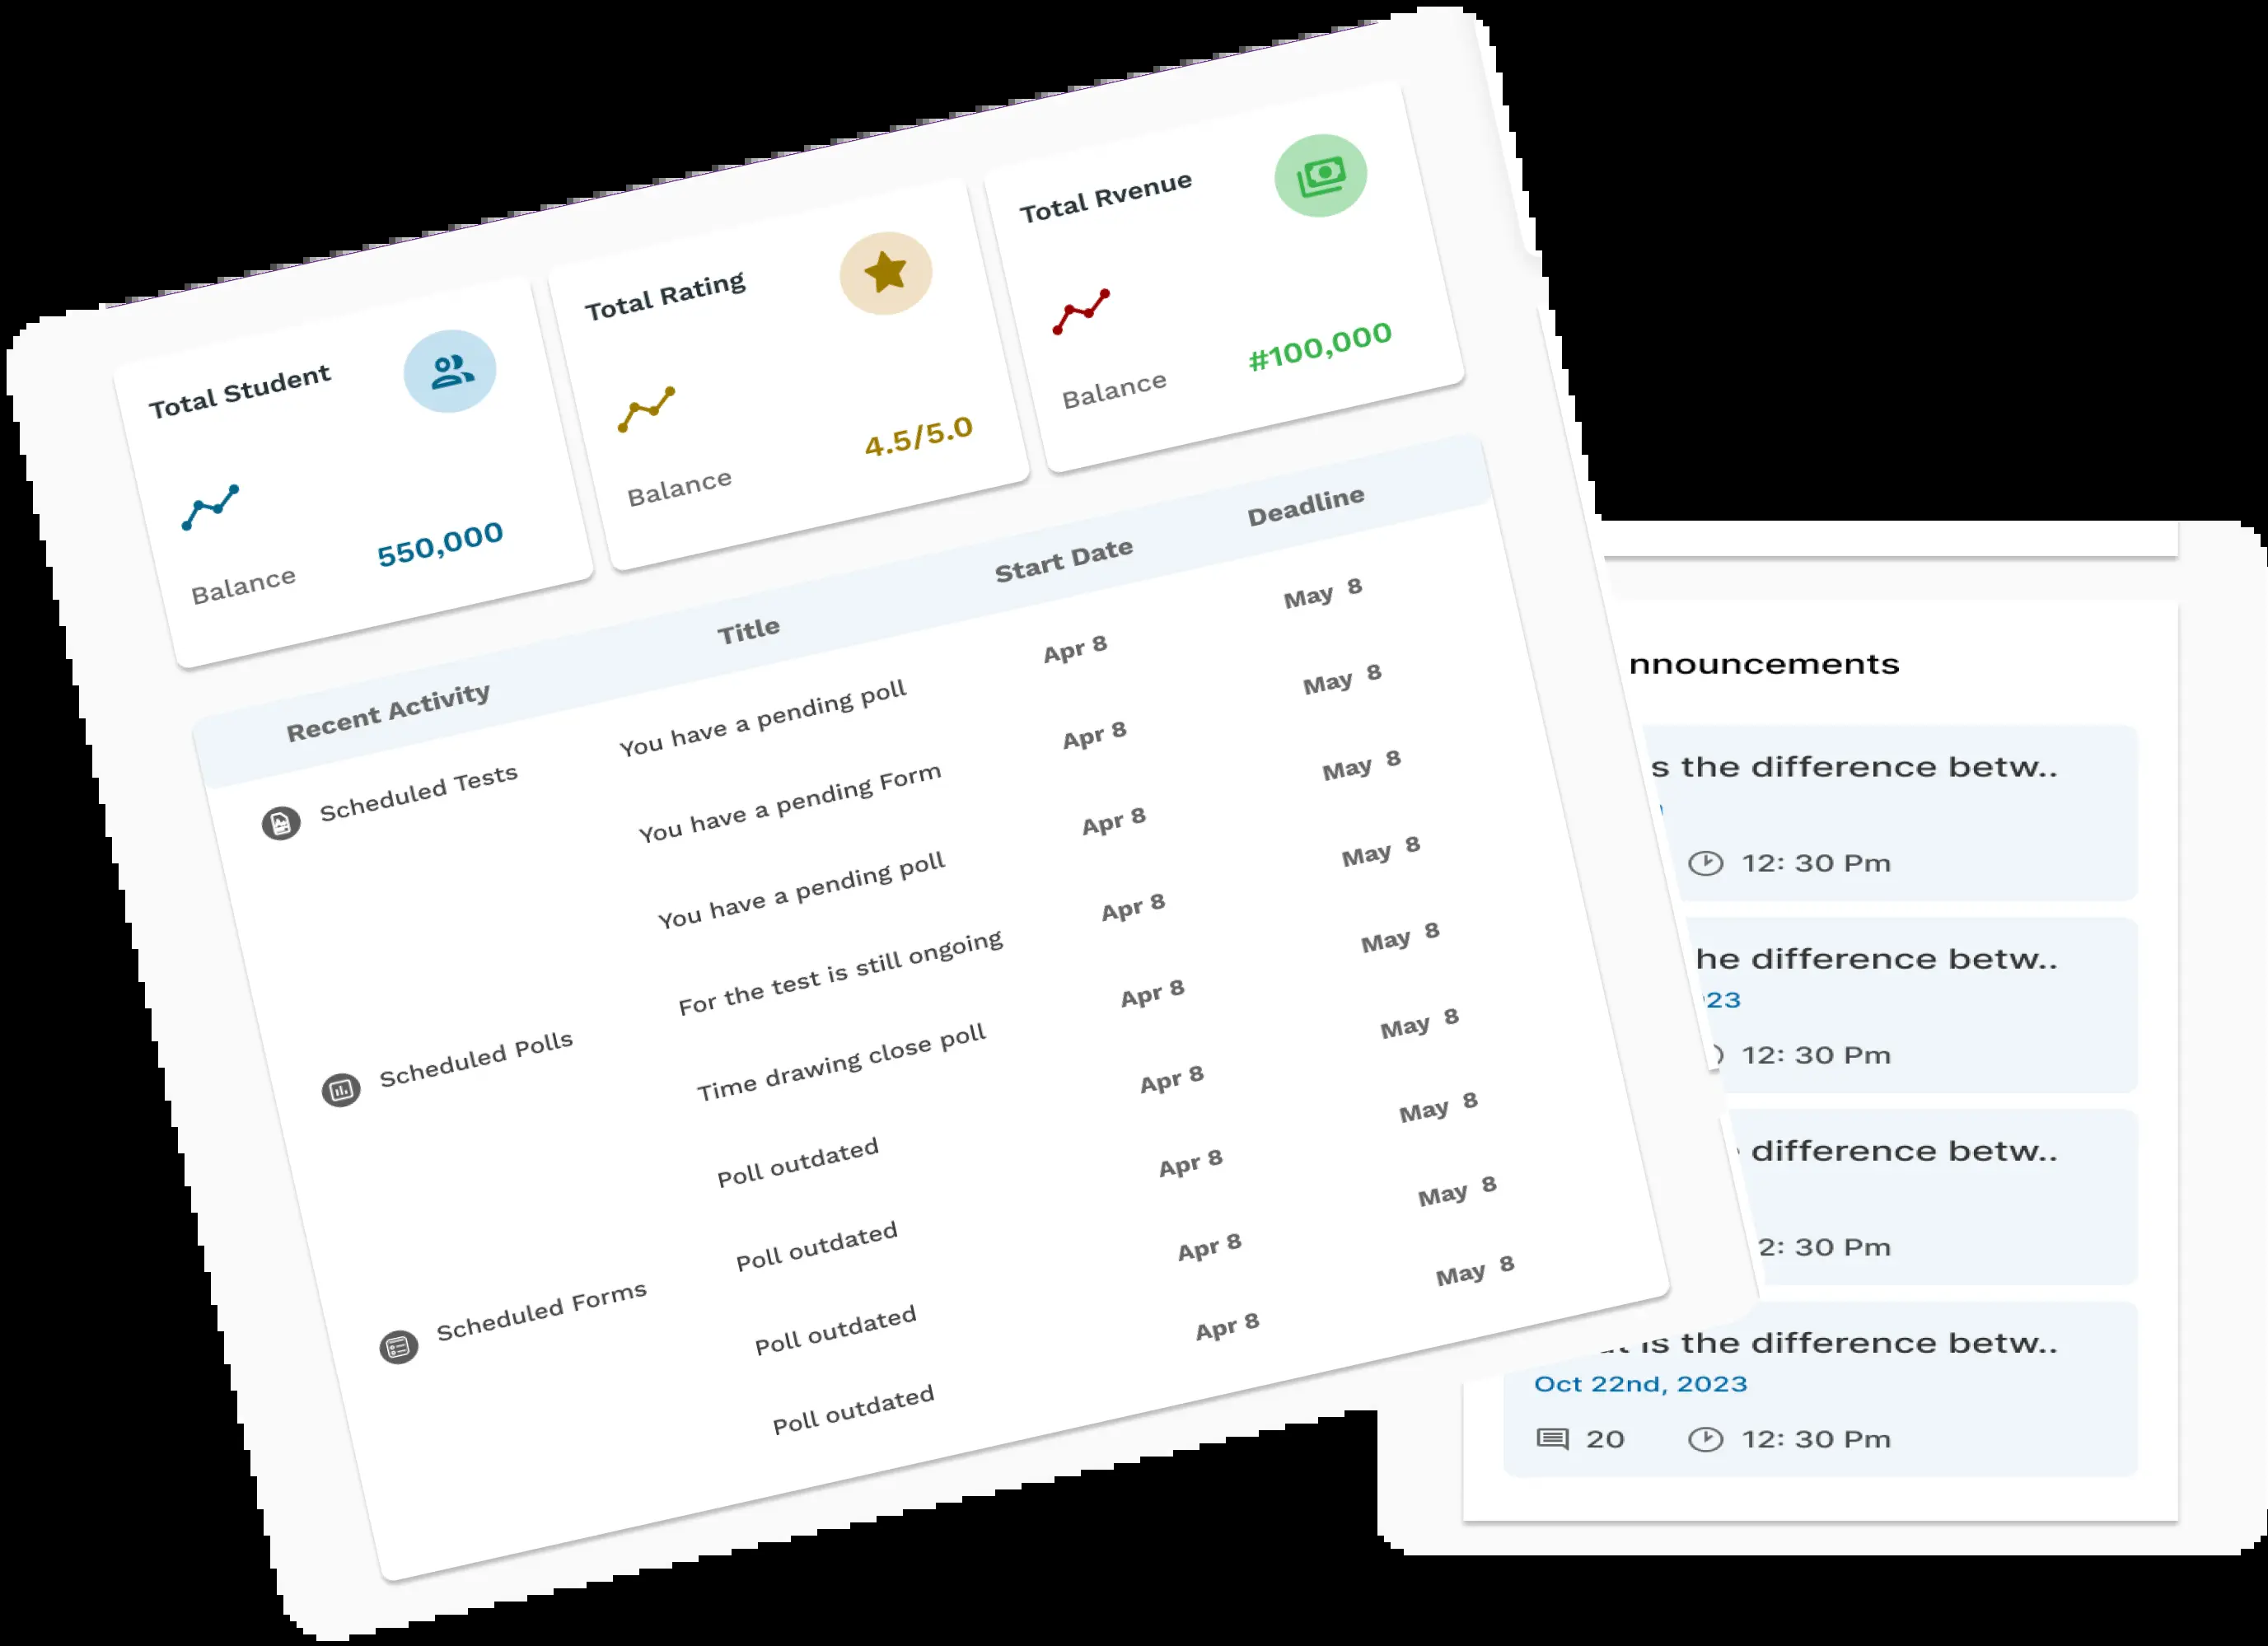 Total Student
550,000
Balance
Total Rating
4.5/5.0
Balance
Total Rvenue
#100,000
Balance
Recent Activity Title Start Date Deadline
Scheduled Tests You have a pending poll Apr 8 May 8
You have a pending Form Apr 8 May 8
You have a pending poll Apr 8 May 8
Scheduled Polls For the test is still ongoing Apr 8 May 8
Time drawing close poll Apr 8 May 8
Poll outdated Apr 8 May 8
Scheduled Forms Poll outdated Apr 8 May 8
Poll outdated Apr 8 May 8
Poll outdated Apr 8 May 8
nnouncements
s the difference betw..
12: 30 Pm
he difference betw..
23
12: 30 Pm
difference betw..
2: 30 Pm
is the difference betw..
Oct 22nd, 2023
20 12: 30 Pm